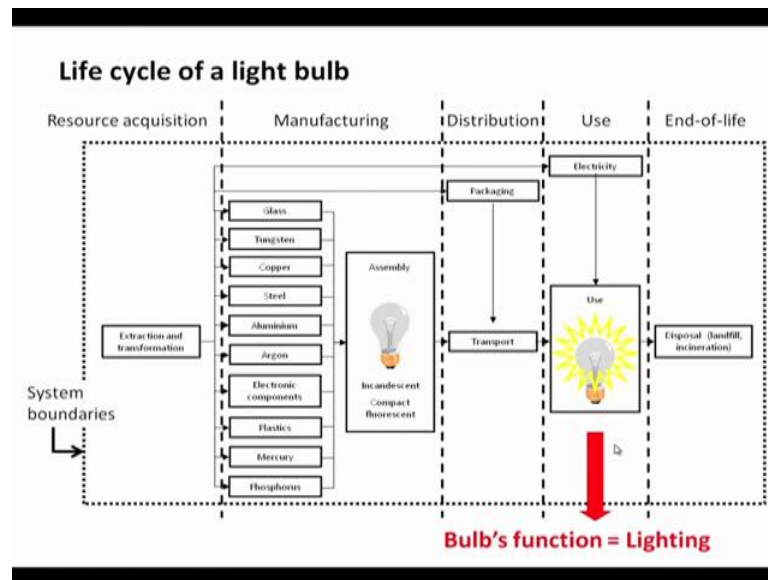 Life cycle of a light bulb
Resource acquisition
Manufacturing
Distribution
Use
End-of-life
Electricity
Packaging
Glass
Tungsten
Copper
Steel
Aluminium
Argon
Electronic
components
Plastics
Mercury
Phosphorus
Extraction and
transformation
Assembly
Incandescent
Compact
fluorescent
Transport
Use
Disposal (landfill,
incineration)
System
boundaries
Bulb's function = Lighting